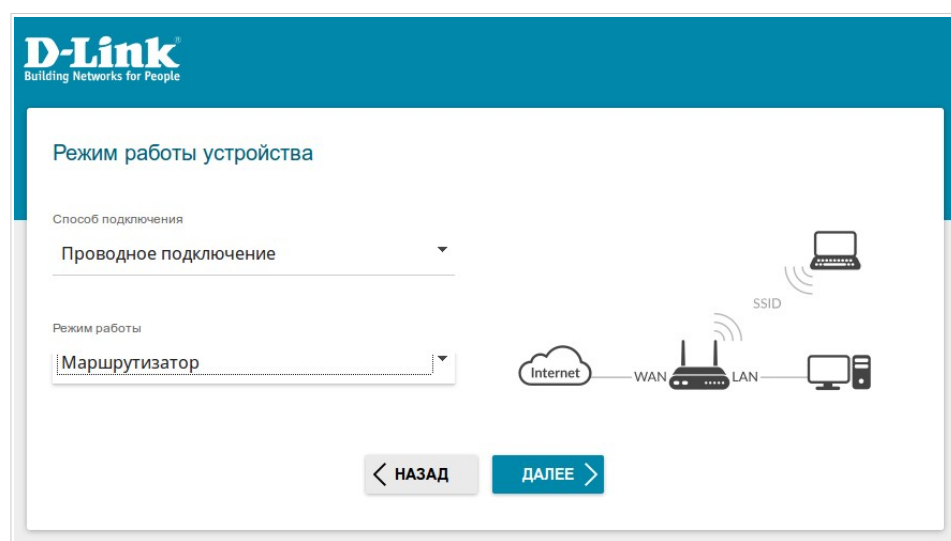 D-Link
Building Networks for People
Режим работы устройства
Способ подключения
Проводное подключение
Режим работы
Маршрутизатор
SSID
Internet
WAN
LAN
НАЗАД
ДАЛЕЕ